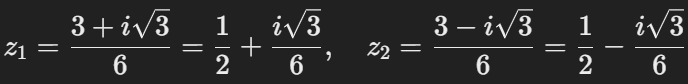 z₁ = (3 + i√3)/6 = 1/2 + (i√3)/6,  z₂ = (3 − i√3)/6 = 1/2 − (i√3)/6